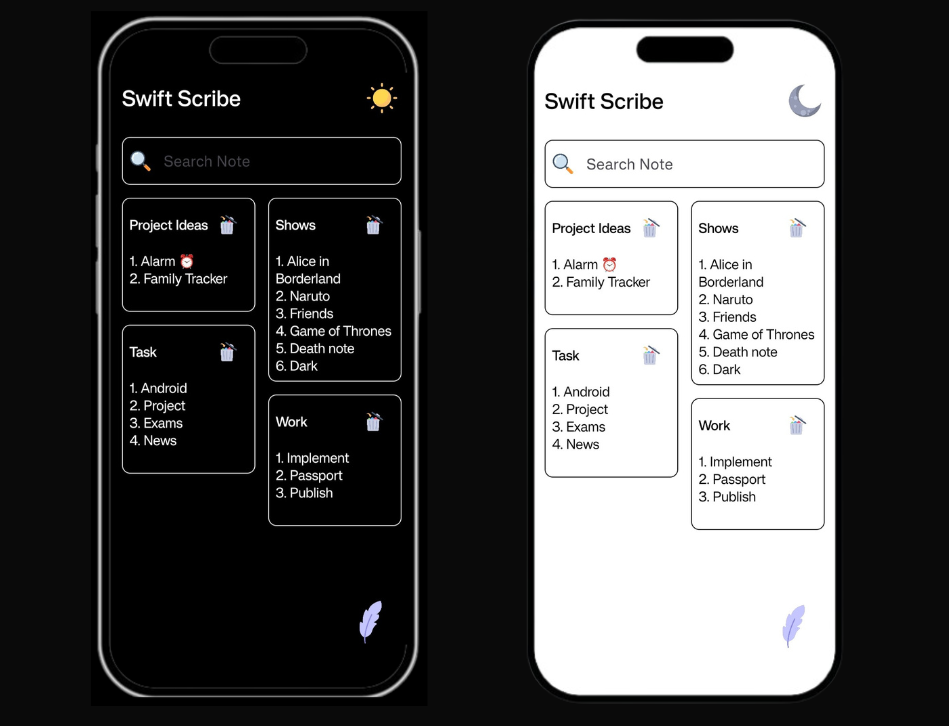 Swift Scribe
Search Note
Project Ideas
1. Alarm ⏰
2. Family Tracker
Task
1. Android
2. Project
3. Exams
4. News
Shows
1. Alice in
Borderland
2. Naruto
3. Friends
4. Game of Thrones
5. Death note
6. Dark
Work
1. Implement
2. Passport
3. Publish
Swift Scribe
Search Note
Project Ideas
1. Alarm ⏰
2. Family Tracker
Task
1. Android
2. Project
3. Exams
4. News
Shows
1. Alice in
Borderland
2. Naruto
3. Friends
4. Game of Thrones
5. Death note
6. Dark
Work
1. Implement
2. Passport
3. Publish